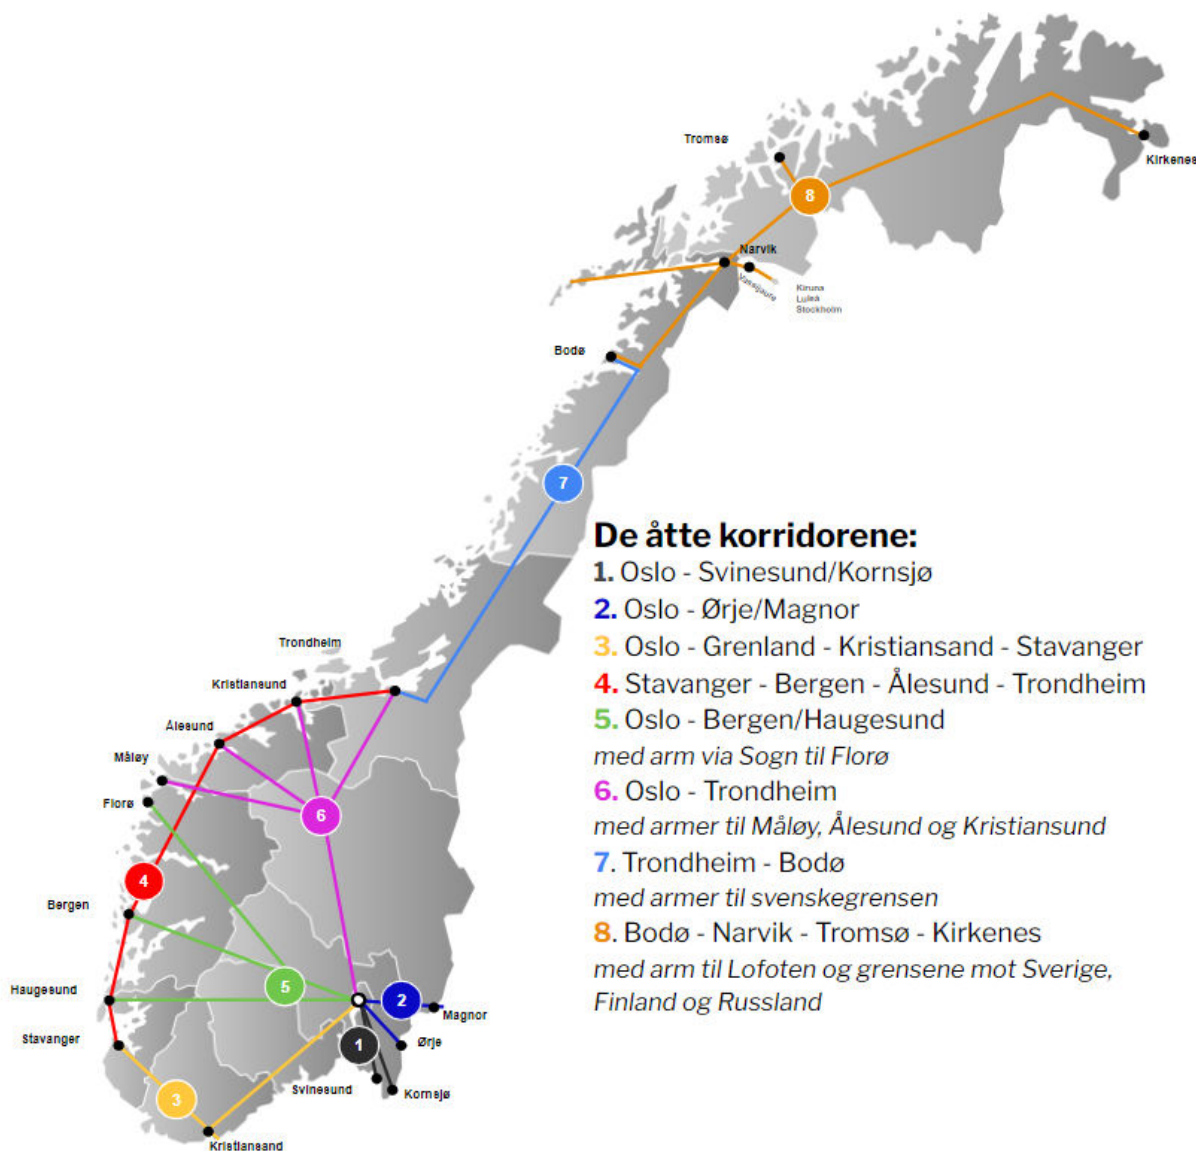 Tromsø
8
Kirkenes
Narvik
Vassijaure
Kiruna
Luleå
Stockholm
Bodø
7
De åtte korridorene:
1. Oslo - Svinesund/Kornsjø
2. Oslo - Ørje/Magnor
3. Oslo - Grenland - Kristiansand - Stavanger
4. Stavanger - Bergen - Ålesund - Trondheim
5. Oslo - Bergen/Haugesund
med arm via Sogn til Florø
6. Oslo - Trondheim
med armer til Måløy, Ålesund og Kristiansund
7. Trondheim - Bodø
med armer til svenskegrensen
8. Bodø - Narvik - Tromsø - Kirkenes
med arm til Lofoten og grensene mot Sverige,
Finland og Russland
Trondheim
Kristiansund
Ålesund
Måløy
Florø
6
4
Bergen
5
2
Haugesund
Magnor
Stavanger
1
Ørje
Svinesund
Kornsjø
3
Kristiansand